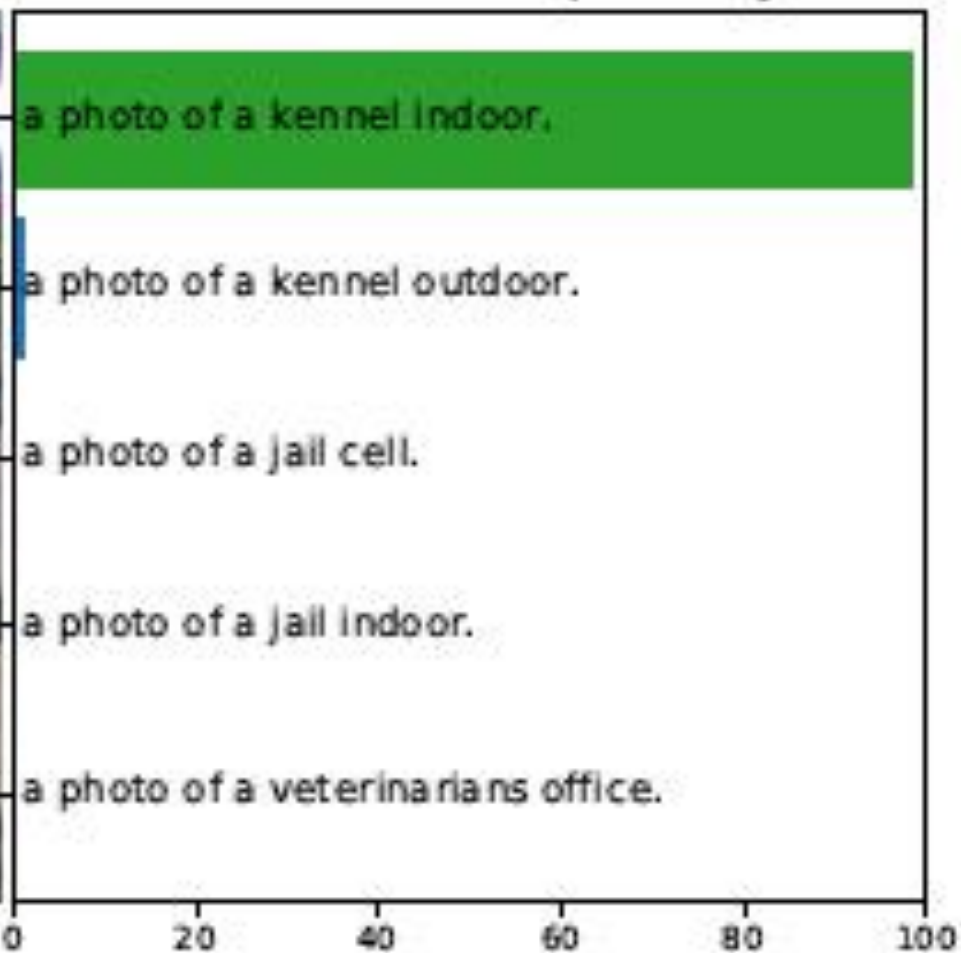 a photo of a kennel indoor.
a photo of a kennel outdoor.
a photo of a jail cell.
a photo of a jail indoor.
a photo of a veterinarians office.
0 20 40 60 80 100